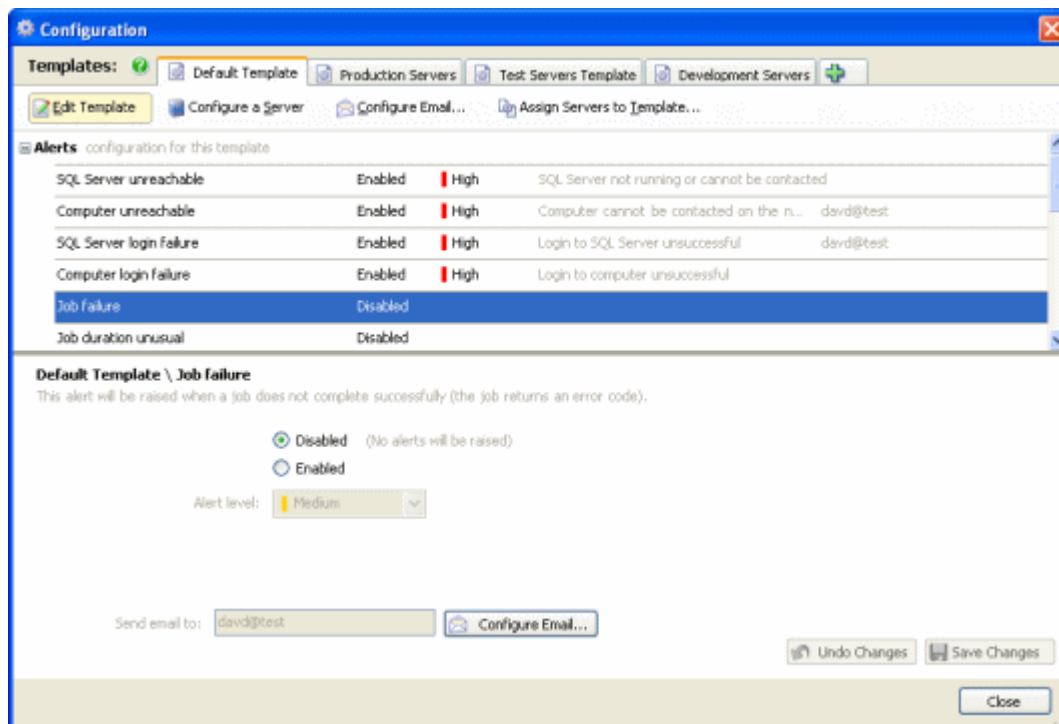 Configuration
Templates: Default Template Production Servers Test Servers Template Development Servers
Edit Template Configure a Server Configure Email... Assign Servers to Template...
Alerts configuration for this template
SQL Server unreachable Enabled High SQL Server not running or cannot be contacted
Computer unreachable Enabled High Computer cannot be contacted on the n... davd@test
SQL Server login failure Enabled High Login to SQL Server unsuccessful davd@test
Computer login failure Enabled High Login to computer unsuccessful
Job failure Disabled
Job duration unusual Disabled
Default Template \ Job failure
This alert will be raised when a job does not complete successfully (the job returns an error code).
Disabled (No alerts will be raised)
Enabled
Alert level: Medium
Send email to: davd@test Configure Email...
Undo Changes Save Changes
Close